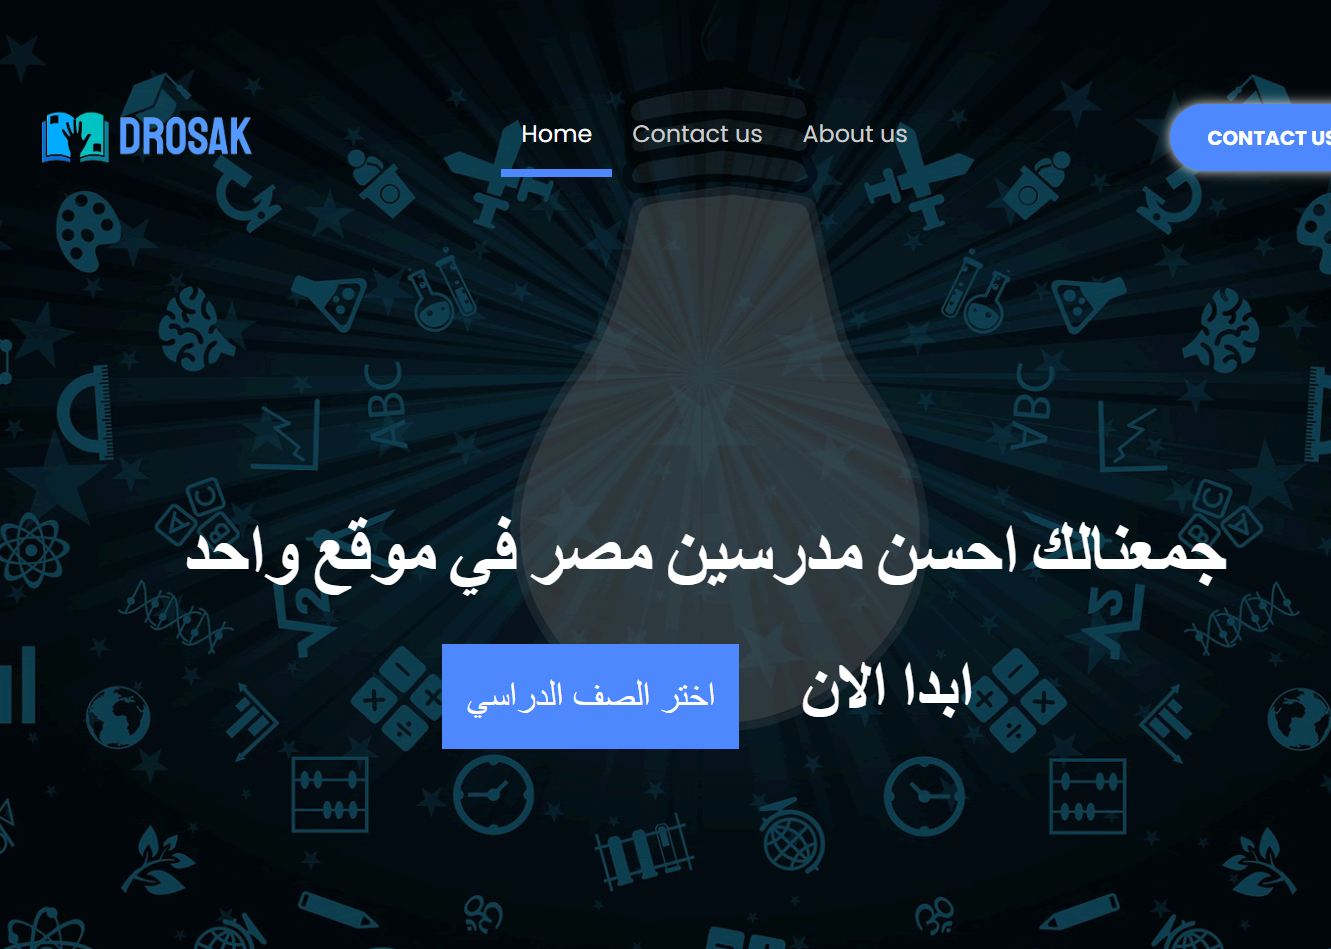 DROSAK
Home Contact us About us
CONTACT US
ABC
ABC
جمعنالك احسن مدرسين مصر في موقع واحد
ابدا الان
اختر الصف الدراسي